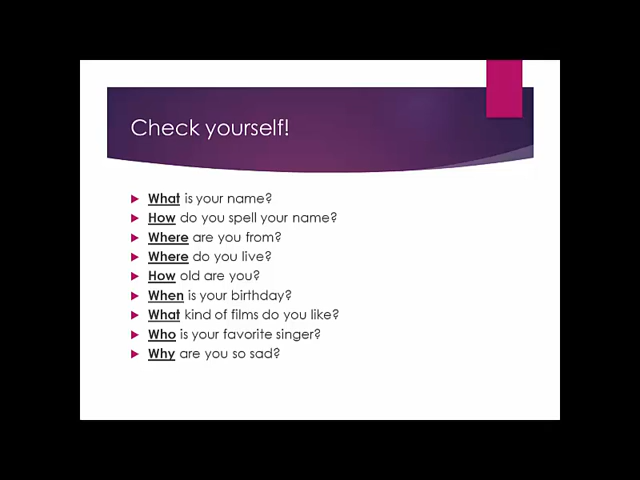 Check yourself!
What is your name?
How do you spell your name?
Where are you from?
Where do you live?
How old are you?
When is your birthday?
What kind of films do you like?
Who is your favorite singer?
Why are you so sad?